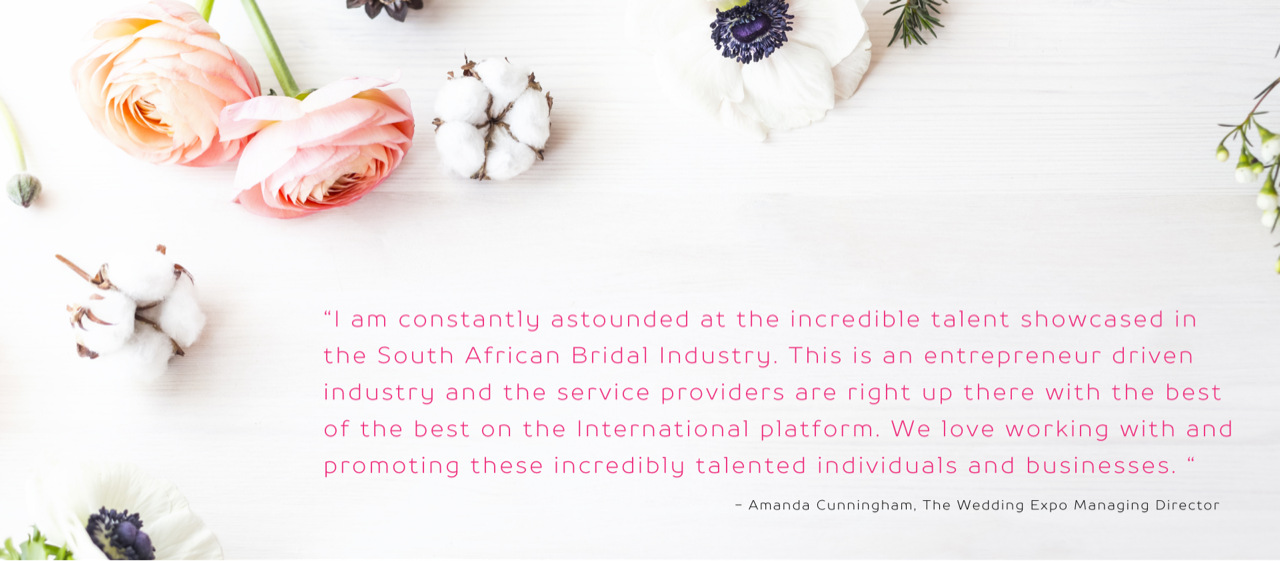 “I am constantly astounded at the incredible talent showcased in
the South African Bridal Industry. This is an entrepreneur driven
industry and the service providers are right up there with the best
of the best on the International platform. We love working with and
promoting these incredibly talented individuals and businesses. “
– Amanda Cunningham, The Wedding Expo Managing Director